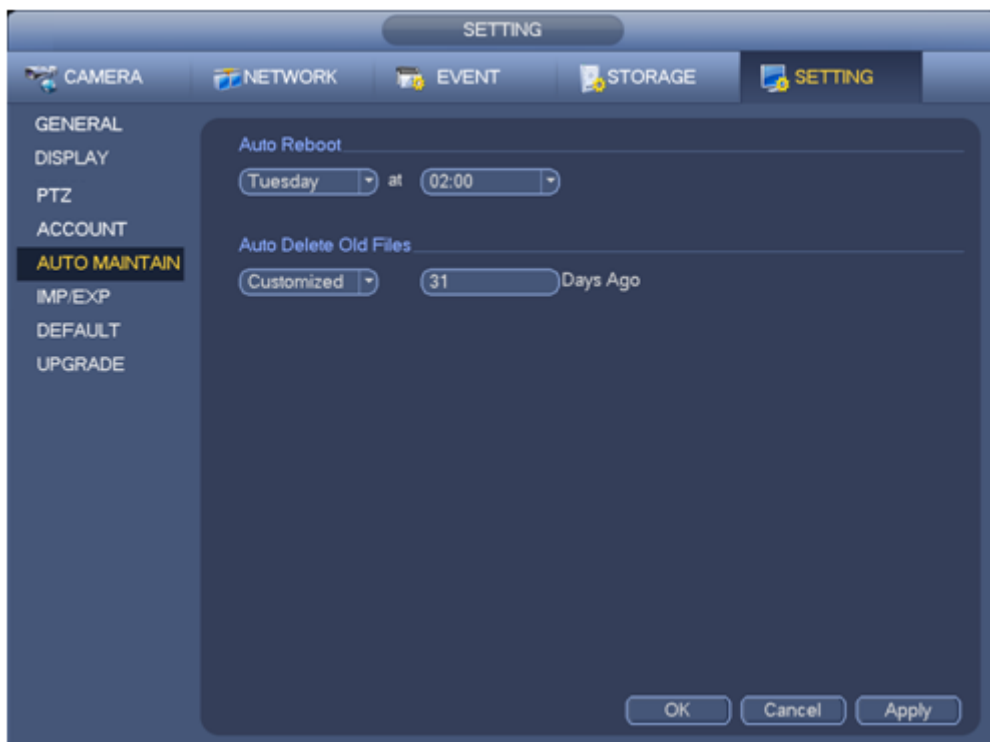 SETTING
CAMERA NETWORK EVENT STORAGE SETTING
GENERAL
DISPLAY
PTZ
ACCOUNT
AUTO MAINTAIN
IMP/EXP
DEFAULT
UPGRADE
Auto Reboot
Tuesday at 02:00
Auto Delete Old Files
Customized 31 Days Ago
OK Cancel Apply